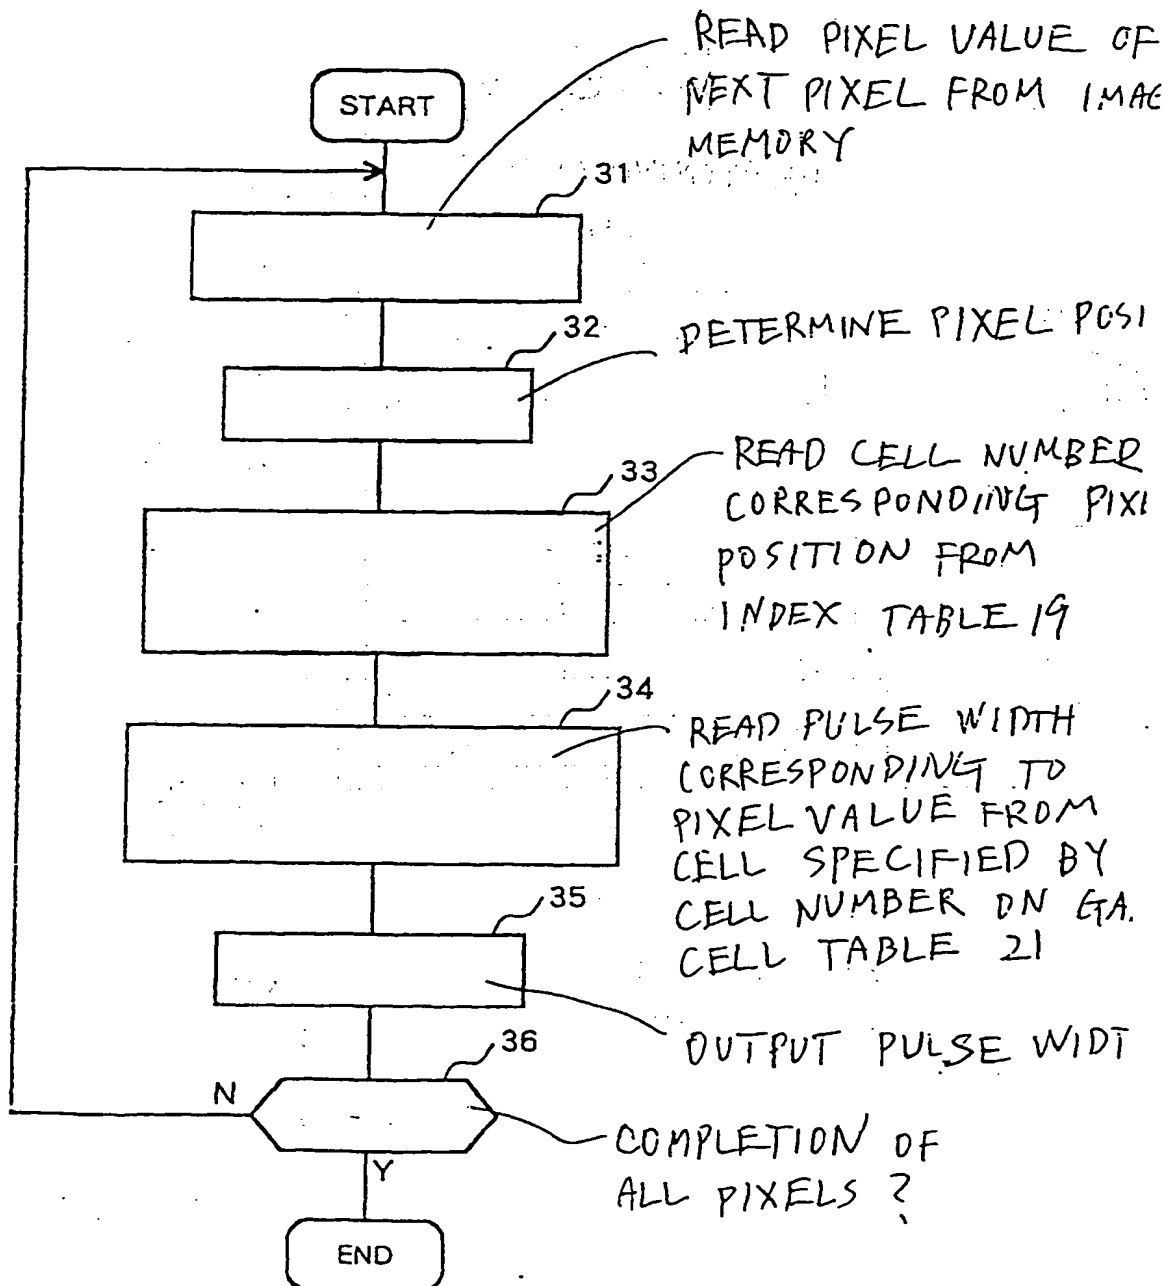 START
READ PIXEL VALUE OF
NEXT PIXEL FROM IMAG
MEMORY
31
32
DETERMINE PIXEL POSI
33
READ CELL NUMBER
CORRESPONDING PIX
POSITION FROM
INDEX TABLE 19
34
READ PULSE WIDTH
CORRESPONDING TO
PIXEL VALUE FROM
CELL SPECIFIED BY
CELL NUMBER ON GA.
CELL TABLE 21
35
OUTPUT PULSE WIDT
36
N
COMPLETION OF
ALL PIXELS ?
Y
END